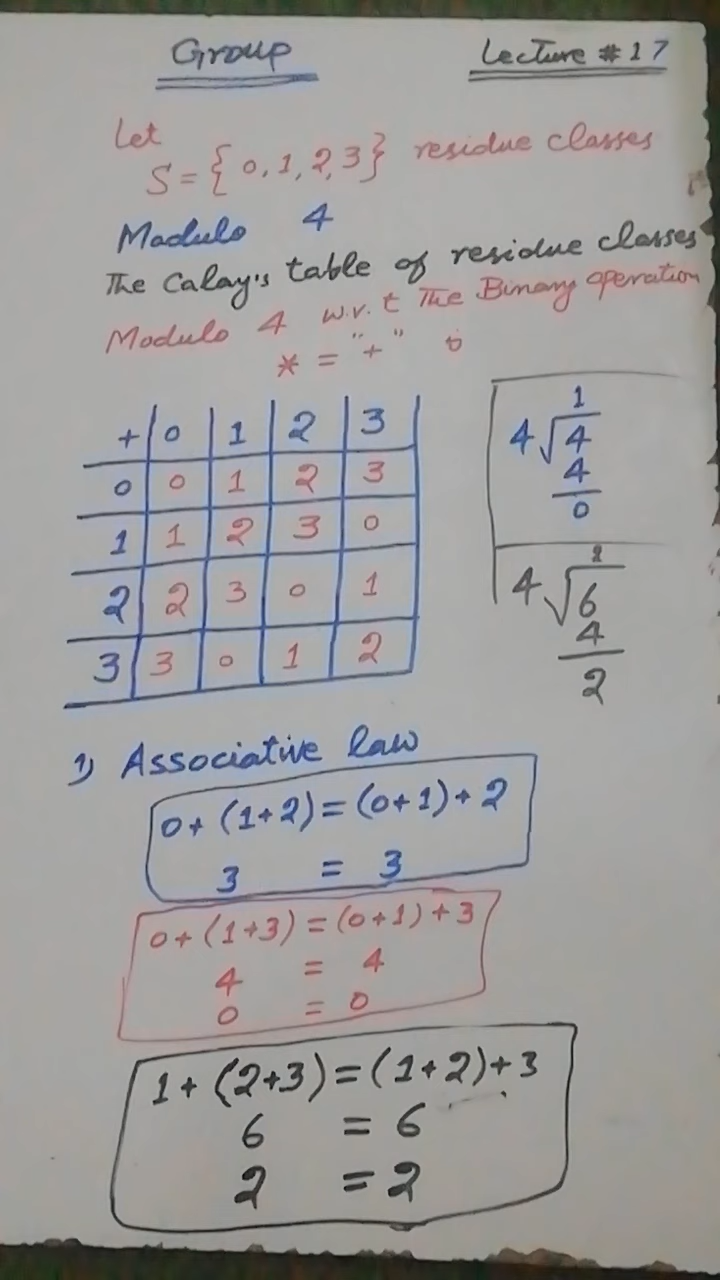 Group
Lecture # 17
Let
S = { 0, 1, 2, 3 } residue classes
Madulo 4
The Calay's table of residue classes
Modulo 4 w.r.t The Binary operation
* = "+" is
+ 0 1 2 3
0 0 1 2 3
1 1 2 3 0
2 2 3 0 1
3 3 0 1 2
1
4√4
4
0
1
4√6
4
2
1) Associative law
0 + (1+2) = (0+1) + 2
3 = 3
0 + (1+3) = (0+1) + 3
4 = 4
0 = 0
1 + (2+3) = (1+2) + 3
6 = 6
2 = 2